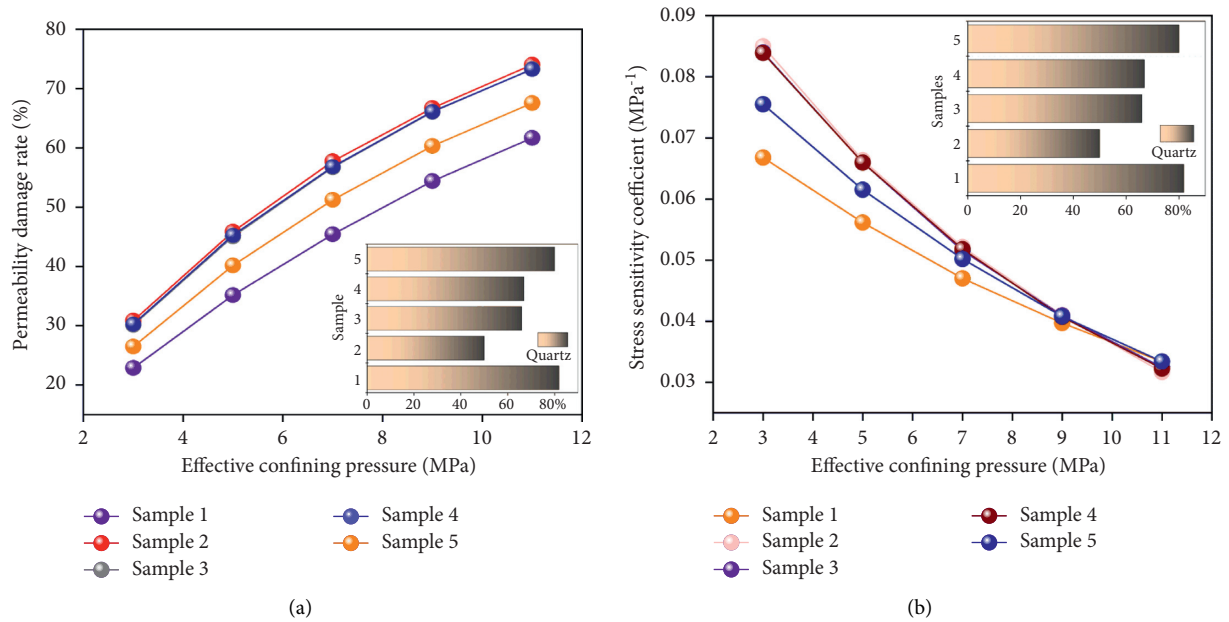 80
70
60
50
40
30
20
Permeability damage rate (%)
2
4
6
8
10
12
Effective confining pressure (MPa)
5
4
3
2
1
Sample
0
20
40
60
80%
Quartz
Sample 1
Sample 2
Sample 3
Sample 4
Sample 5
(a)
0.09
0.08
0.07
0.06
0.05
0.04
0.03
Stress sensitivity coefficient (MPa⁻¹)
2
3
4
5
6
7
8
9
10
11
12
Effective confining pressure (MPa)
5
4
3
2
1
Samples
0
20
40
60
80%
Quartz
Sample 1
Sample 2
Sample 3
Sample 4
Sample 5
(b)